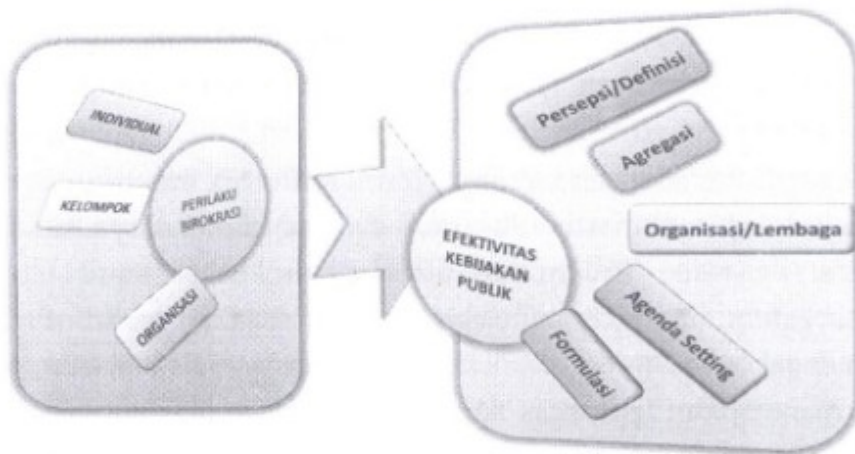 INDIVIDUAL
KELOMPOK
PERILAKU
BIROKRASI
ORGANISASI
EFEKTIVITAS
KEBIJAKAN
PUBLIK
Persepsi/Definisi
Agregasi
Organisasi/Lembaga
Agenda Setting
Formulasi